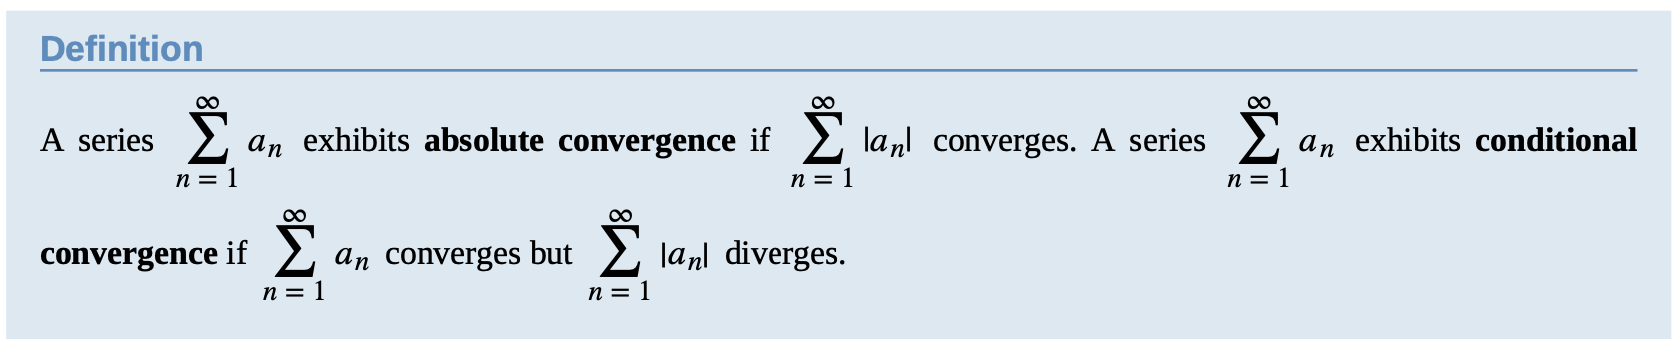 Definition
A series $\sum_{n=1}^{\infty} a_n$ exhibits absolute convergence if $\sum_{n=1}^{\infty} |a_n|$ converges. A series $\sum_{n=1}^{\infty} a_n$ exhibits conditional
convergence if $\sum_{n=1}^{\infty} a_n$ converges but $\sum_{n=1}^{\infty} |a_n|$ diverges.